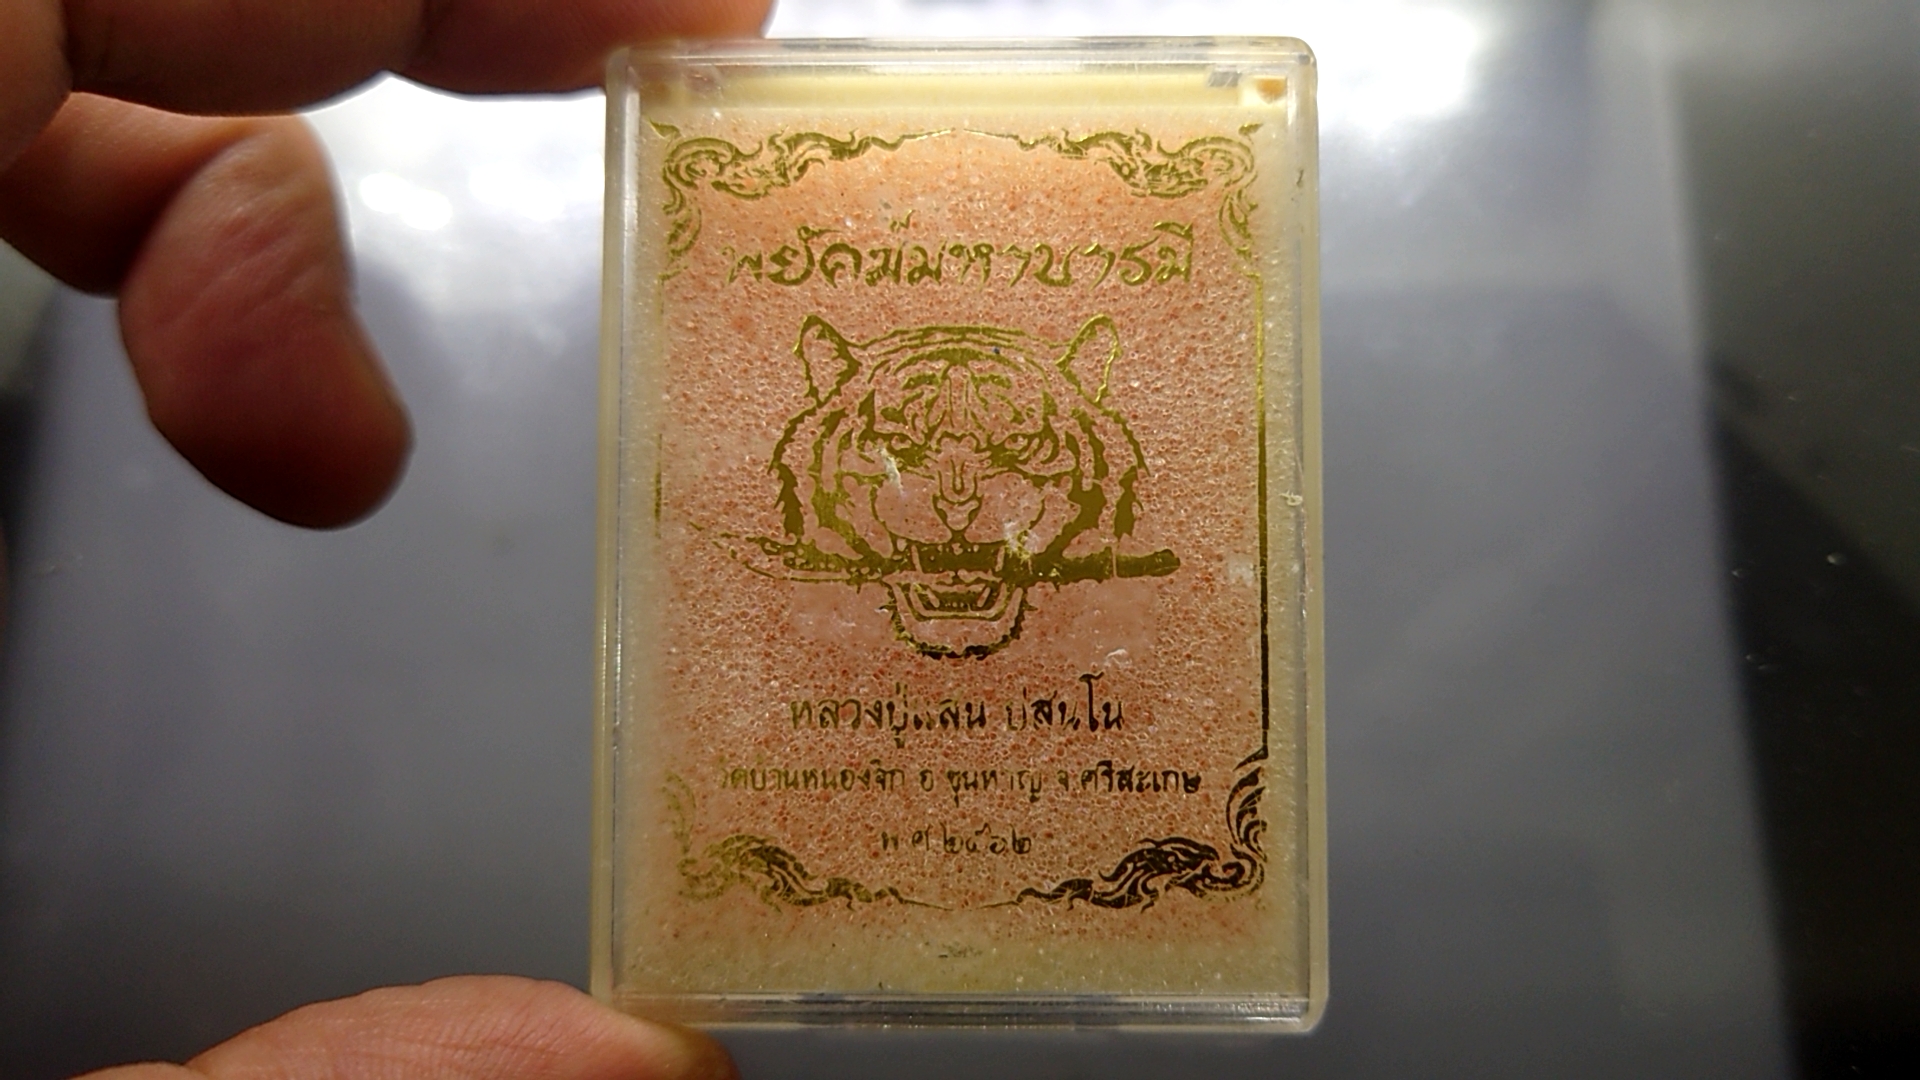 พยัคฆ์มหาบารมี
หลวงปู่แสน ปสนฺโน
วัดบ้านหนองจิก อ.ขุนหาญ จ.ศรีสะเกษ
พ.ศ.๒๕๖๒